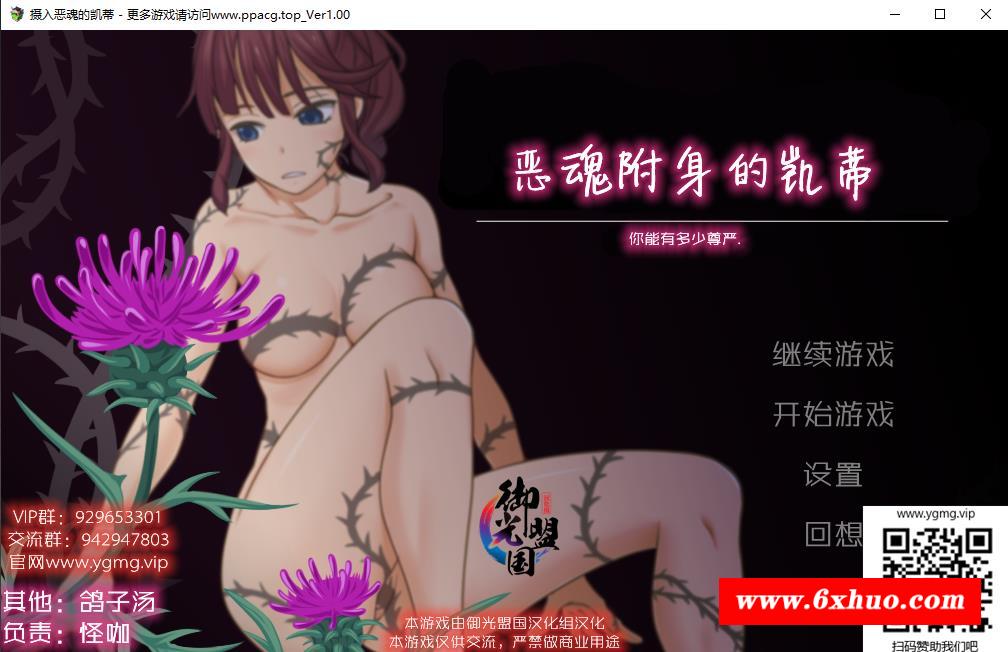 摄入恶魂的凯蒂 - 更多游戏请访问www.ppacg.top_Ver1.00
恶魂附身的凯蒂
你能有多少尊严.
继续游戏
开始游戏
设置
回想
御光盟国
VIP群：929653301
交流群：942947803
官网www.ygmg.vip
其他：鸽子汤
负责：怪咖
本游戏由御光盟国汉化组汉化
本游戏仅供交流，严禁做商业用途
www.ygmg.vip
www.6xhuo.com
扫码赞助我们吧